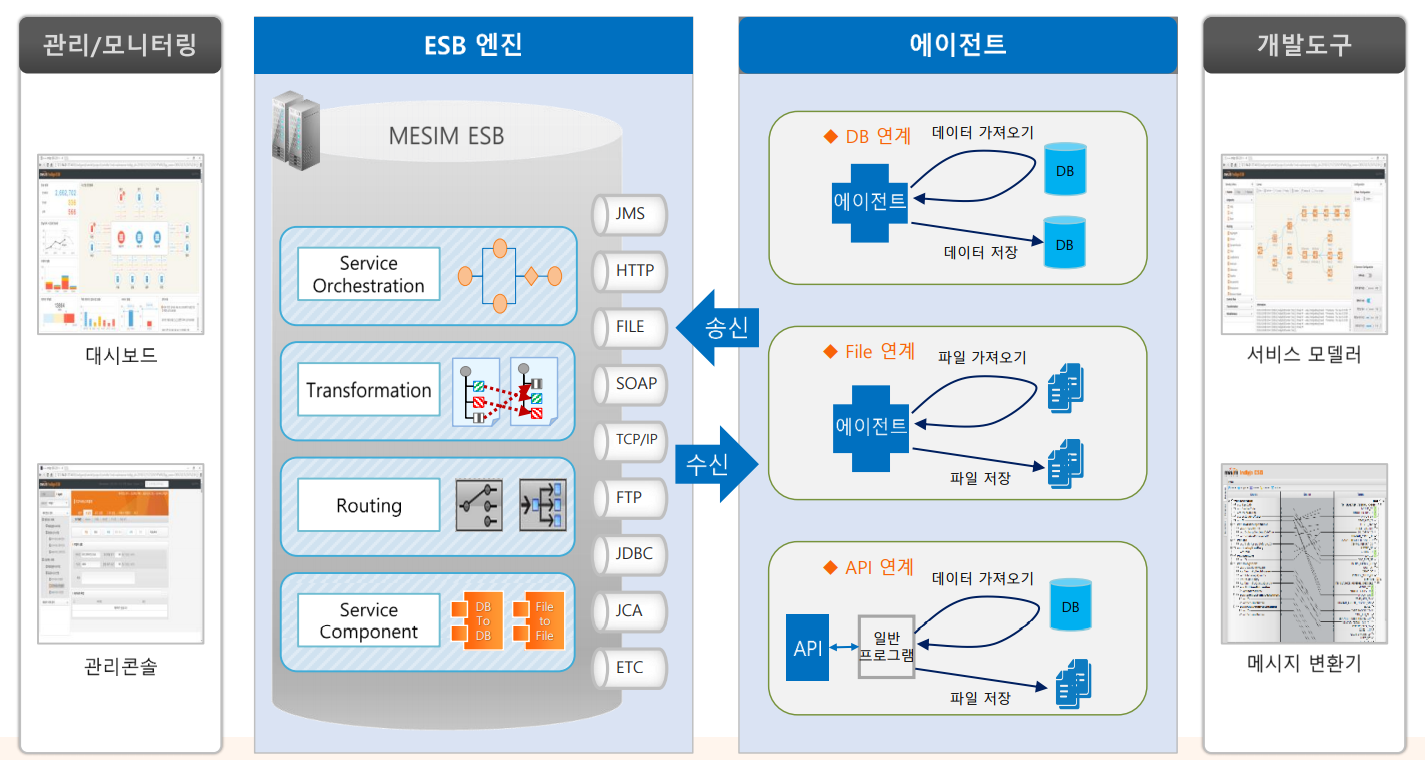 관리/모니터링
대시보드
관리콘솔
ESB 엔진
MESIM ESB
Service
Orchestration
Transformation
Routing
Service
Component
DB
To
DB
File
to
File
JMS
HTTP
FILE
SOAP
TCP/IP
FTP
JDBC
JCA
ETC
송신
수신
에이전트
◆ DB 연계
데이터 가져오기
에이전트
DB
DB
데이터 저장
◆ File 연계
파일 가져오기
에이전트
파일 저장
◆ API 연계
데이터 가져오기
API
일반
프로그램
DB
파일 저장
개발도구
서비스 모델러
메시지 변환기